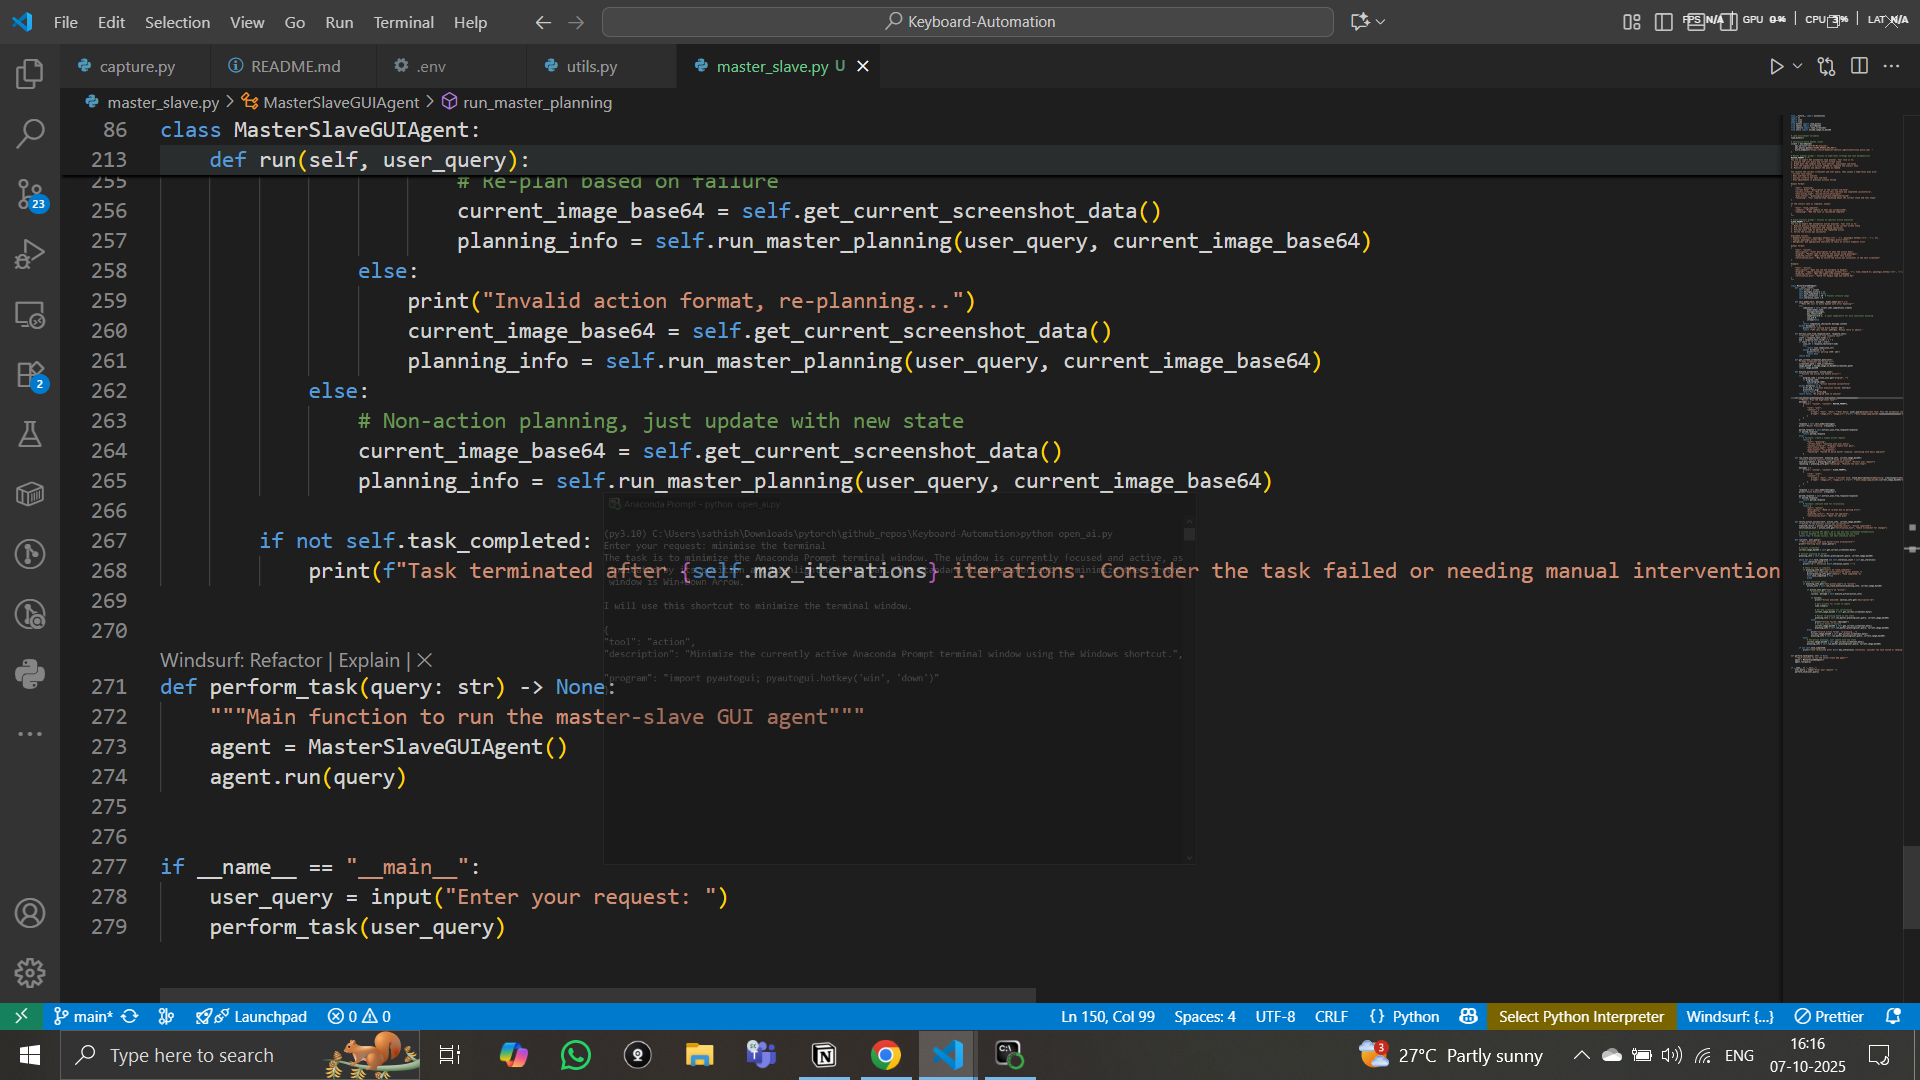 File Edit Selection View Go Run Terminal Help
Keyboard-Automation
FPS N/A GPU 0% CPU 3% LAT N/A
capture.py README.md .env utils.py master_slave.py U
master_slave.py > MasterSlaveGUIAgent > run_master_planning
86 class MasterSlaveGUIAgent:
213 def run(self, user_query):
255 # Re-plan based on failure
256 current_image_base64 = self.get_current_screenshot_data()
257 planning_info = self.run_master_planning(user_query, current_image_base64)
258 else:
259 print("Invalid action format, re-planning...")
260 current_image_base64 = self.get_current_screenshot_data()
261 planning_info = self.run_master_planning(user_query, current_image_base64)
262 else:
263 # Non-action planning, just update with new state
264 current_image_base64 = self.get_current_screenshot_data()
265 planning_info = self.run_master_planning(user_query, current_image_base64)
266
267 if not self.task_completed:
268 print(f"Task terminated after {self.max_iterations} iterations. Consider the task failed or needing manual intervention
269
270
Windsurf: Refactor | Explain | ×
271 def perform_task(query: str) -> None:
272 """Main function to run the master-slave GUI agent"""
273 agent = MasterSlaveGUIAgent()
274 agent.run(query)
275
276
277 if __name__ == "__main__":
278 user_query = input("Enter your request: ")
279 perform_task(user_query)
Anaconda Prompt - python open_ai.py
(py3.10) C:\Users\sathish\Downloads\pytorch\github_repos\Keyboard-Automation>python open_ai.py
Enter your request: minimise the terminal
The task is to minimize the Anaconda Prompt terminal window. The window is currently focused and active, as
window is Win+Down Arrow.
I will use this shortcut to minimize the terminal window.
{
"tool": "action",
"description": "Minimize the currently active Anaconda Prompt terminal window using the Windows shortcut.",
"program": "import pyautogui; pyautogui.hotkey('win', 'down')"
23
2
main* Launchpad 0 0 Ln 150, Col 99 Spaces: 4 UTF-8 CRLF {} Python Select Python Interpreter Windsurf: {...} Prettier
Type here to search
3 27°C Partly sunny ENG 16:16
07-10-2025